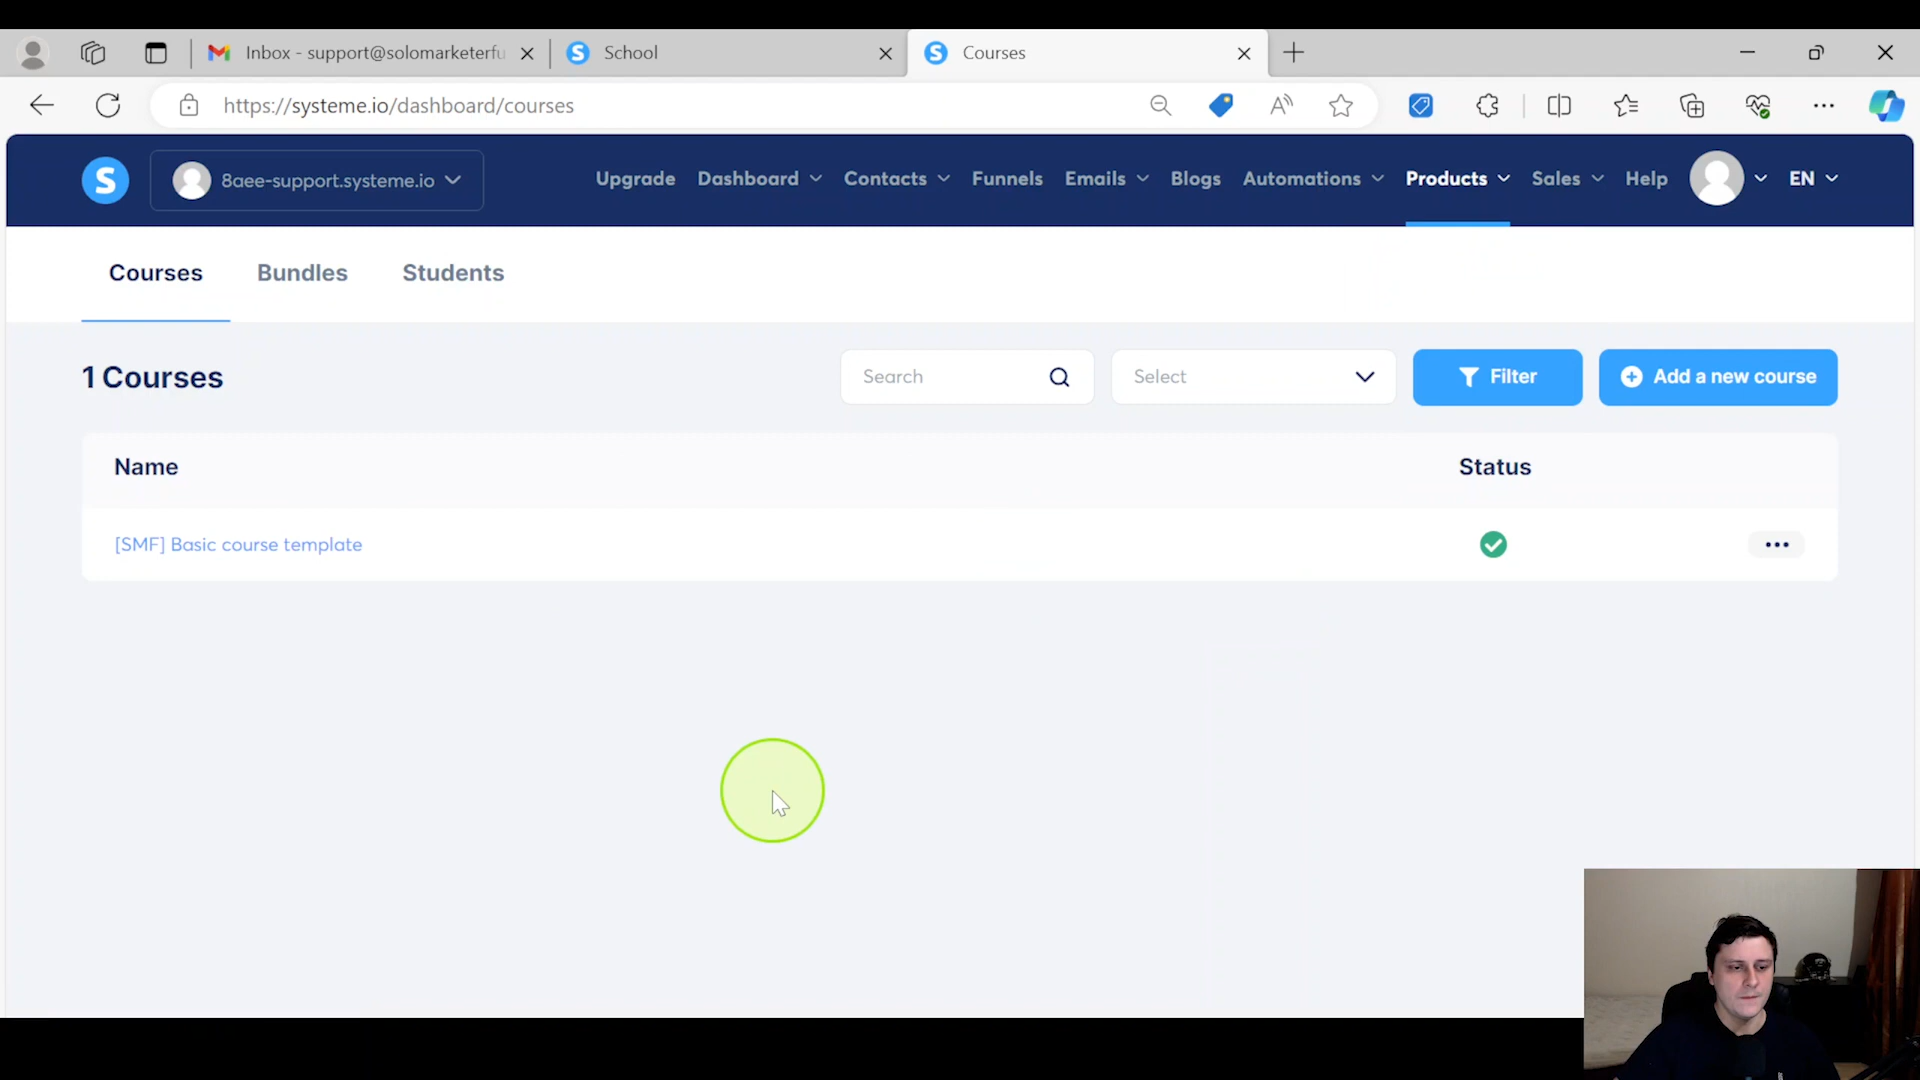 Inbox - support@solomarketerfu
School
Courses
https://systeme.io/dashboard/courses
S
8aee-support.systeme.io
Upgrade
Dashboard
Contacts
Funnels
Emails
Blogs
Automations
Products
Sales
Help
EN
Courses
Bundles
Students
1 Courses
Search
Select
Filter
Add a new course
Name
Status
[SMF] Basic course template